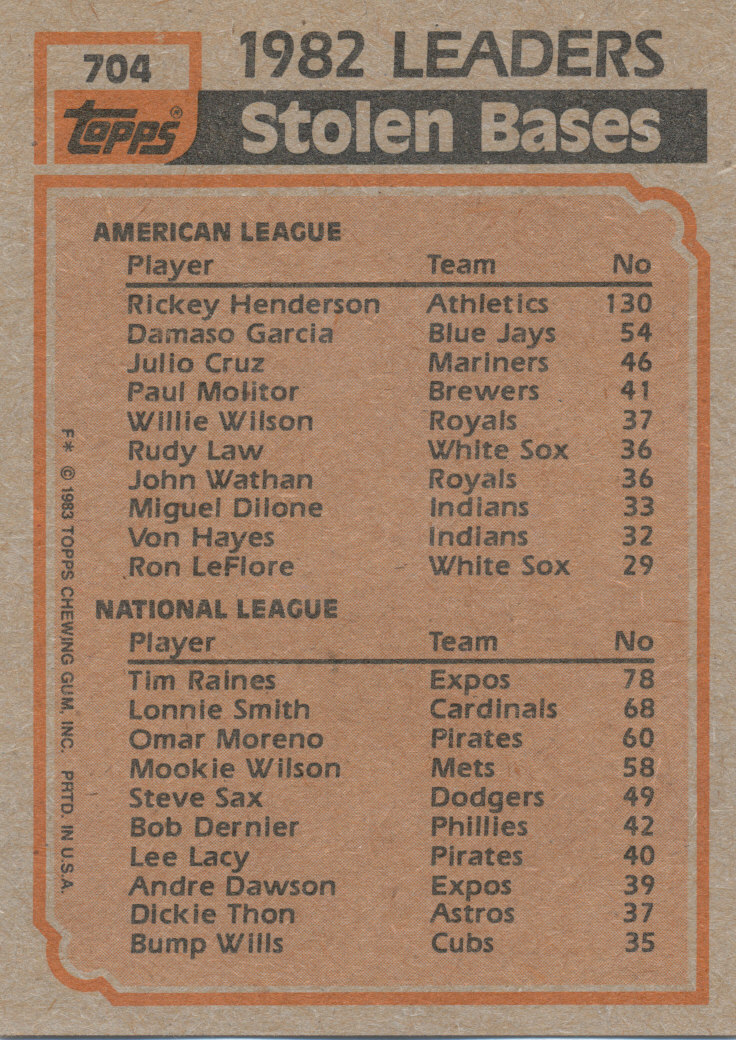 704
1982 LEADERS
Topps®
Stolen Bases
AMERICAN LEAGUE
Player Team No
Rickey Henderson Athletics 130
Damaso Garcia Blue Jays 54
Julio Cruz Mariners 46
Paul Molitor Brewers 41
Willie Wilson Royals 37
Rudy Law White Sox 36
John Wathan Royals 36
Miguel Dilone Indians 33
Von Hayes Indians 32
Ron LeFlore White Sox 29
NATIONAL LEAGUE
Player Team No
Tim Raines Expos 78
Lonnie Smith Cardinals 68
Omar Moreno Pirates 60
Mookie Wilson Mets 58
Steve Sax Dodgers 49
Bob Dernier Phillies 42
Lee Lacy Pirates 40
Andre Dawson Expos 39
Dickie Thon Astros 37
Bump Wills Cubs 35
F* © 1983 TOPPS CHEWING GUM, INC. PRTD. IN U.S.A.